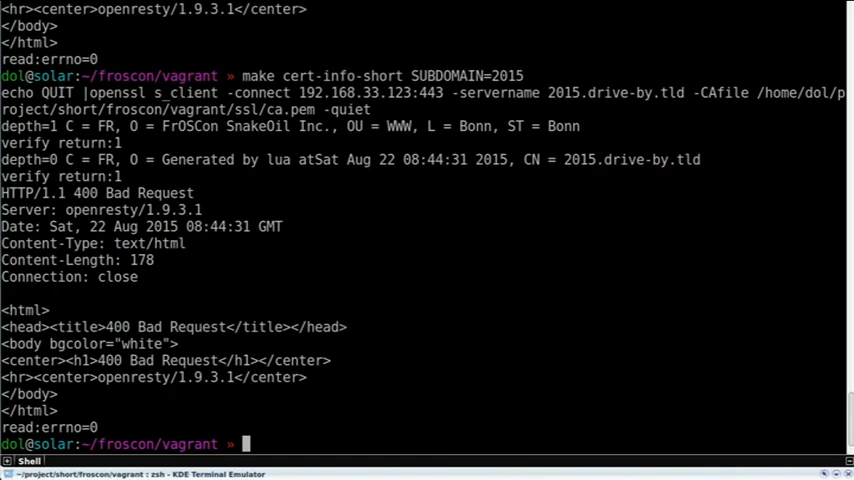 <hr><center>openresty/1.9.3.1</center>
</body>
</html>
read:errno=0
dol@solar:~/froscon/vagrant » make cert-info-short SUBDOMAIN=2015
echo QUIT |openssl s_client -connect 192.168.33.123:443 -servername 2015.drive-by.tld -CAfile /home/dol/p
roject/short/froscon/vagrant/ssl/ca.pem -quiet
depth=1 C = FR, O = FrOSCon SnakeOil Inc., OU = WWW, L = Bonn, ST = Bonn
verify return:1
depth=0 C = FR, O = Generated by lua atSat Aug 22 08:44:31 2015, CN = 2015.drive-by.tld
verify return:1
HTTP/1.1 400 Bad Request
Server: openresty/1.9.3.1
Date: Sat, 22 Aug 2015 08:44:31 GMT
Content-Type: text/html
Content-Length: 178
Connection: close
<html>
<head><title>400 Bad Request</title></head>
<body bgcolor="white">
<center><h1>400 Bad Request</h1></center>
<hr><center>openresty/1.9.3.1</center>
</body>
</html>
read:errno=0
dol@solar:~/froscon/vagrant »
Shell
~/project/short/froscon/vagrant : zsh - KDE Terminal Emulator